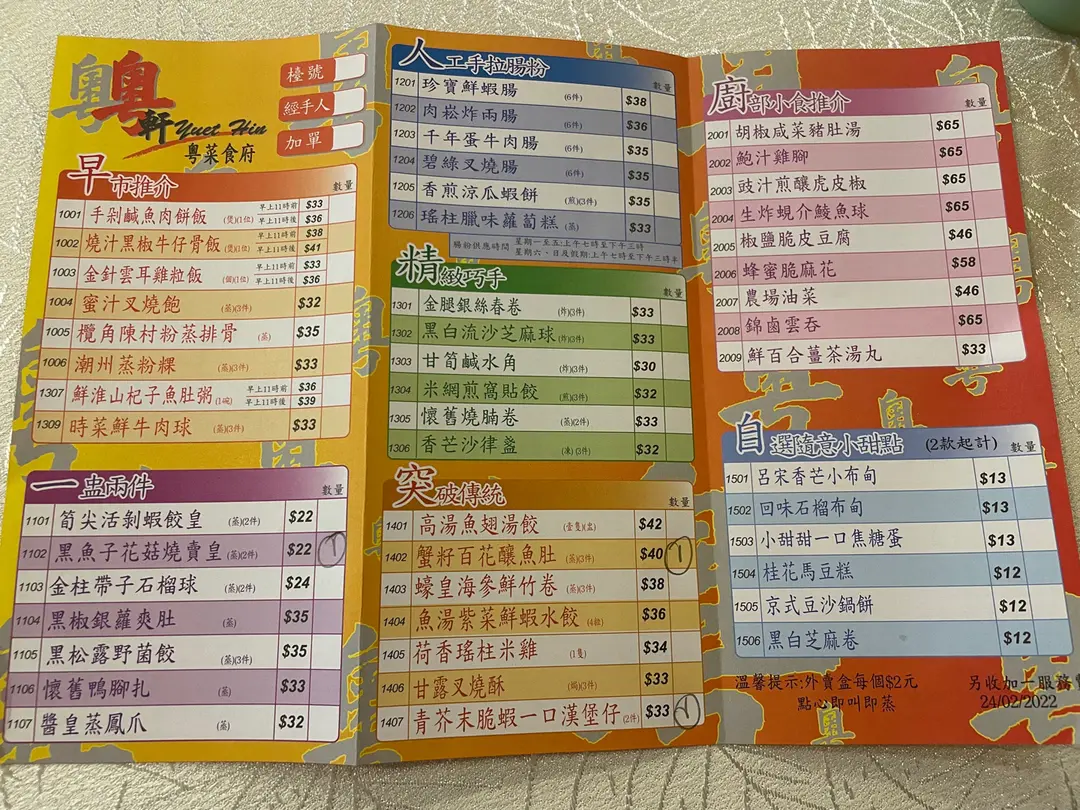 粵軒 Yuet Hin
粵菜食府
檯號
經手人
加單
早市推介 數量
1001 手剁鹹魚肉餅飯 (煲)(1位) 早上11時前 $33
早上11時後 $36
1002 燒汁黑椒牛仔骨飯 (煲)(1位) 早上11時前 $38
早上11時後 $41
1003 金針雲耳雞粒飯 (個)(1位) 早上11時前 $33
早上11時後 $36
1004 蜜汁叉燒飽 (蒸)(3件) $32
1005 欖角陳村粉蒸排骨 (蒸) $35
1006 潮州蒸粉粿 (蒸)(3件) $33
1307 鮮淮山杞子魚肚粥 (1碗) 早上11時前 $36
早上11時後 $39
1309 時菜鮮牛肉球 (蒸)(3件) $33
一盅兩件 數量
1101 筍尖活剝蝦餃皇 (蒸)(2件) $22
1102 黑魚子花菇燒賣皇 (蒸)(2件) $22 1
1103 金柱帶子石榴球 (蒸)(2件) $24
1104 黑椒銀蘿爽肚 (蒸) $35
1105 黑松露野菌餃 (蒸)(3件) $35
1106 懷舊鴨腳扎 (蒸) $33
1107 醬皇蒸鳳爪 (蒸) $32
人工手拉腸粉 數量
1201 珍寶鮮蝦腸 (6件) $38
1202 肉崧炸兩腸 (6件) $36
1203 千年蛋牛肉腸 (6件) $35
1204 碧綠叉燒腸 (6件) $35
1205 香煎涼瓜蝦餅 (煎)(3件) $35
1206 瑤柱臘味蘿蔔糕 (蒸) $33
腸粉供應時間 星期一至五:上午七時至下午三時
星期六、日及假期:上午七時至下午三時半
精緻巧手 數量
1301 金腿銀絲春卷 (炸)(3件) $33
1302 黑白流沙芝麻球 (炸)(3件) $33
1303 甘筍鹹水角 (炸)(3件) $30
1304 米網煎窩貼餃 (煎)(3件) $32
1305 懷舊燒腩卷 (蒸)(2件) $33
1306 香芒沙律盞 (凍)(3件) $32
突破傳統 數量
1401 高湯魚翅湯餃 (壹隻)(盅) $42
1402 蟹籽百花釀魚肚 (蒸)(3件) $40 1
1403 蠔皇海參鮮竹卷 (蒸)(3件) $38
1404 魚湯紫菜鮮蝦水餃 (4粒) $36
1405 荷香瑤柱米雞 (1隻) $34
1406 甘露叉燒酥 (焗)(3件) $33
1407 青芥末脆蝦一口漢堡仔 (2件) $33 1
廚部小食推介 數量
2001 胡椒咸菜豬肚湯 $65
2002 鮑汁雞腳 $65
2003 豉汁煎釀虎皮椒 $65
2004 生炸蜆介鯪魚球 $65
2005 椒鹽脆皮豆腐 $46
2006 蜂蜜脆麻花 $58
2007 農場油菜 $46
2008 錦鹵雲吞 $65
2009 鮮百合薑茶湯丸 $33
自選隨意小甜點 (2款起計) 數量
1501 呂宋香芒小布甸 $13
1502 回味石榴布甸 $13
1503 小甜甜一口焦糖蛋 $13
1504 桂花馬豆糕 $12
1505 京式豆沙鍋餅 $12
1506 黑白芝麻卷 $12
溫馨提示:外賣盒每個$2元
點心即叫即蒸
另收加一服務
24/02/2022